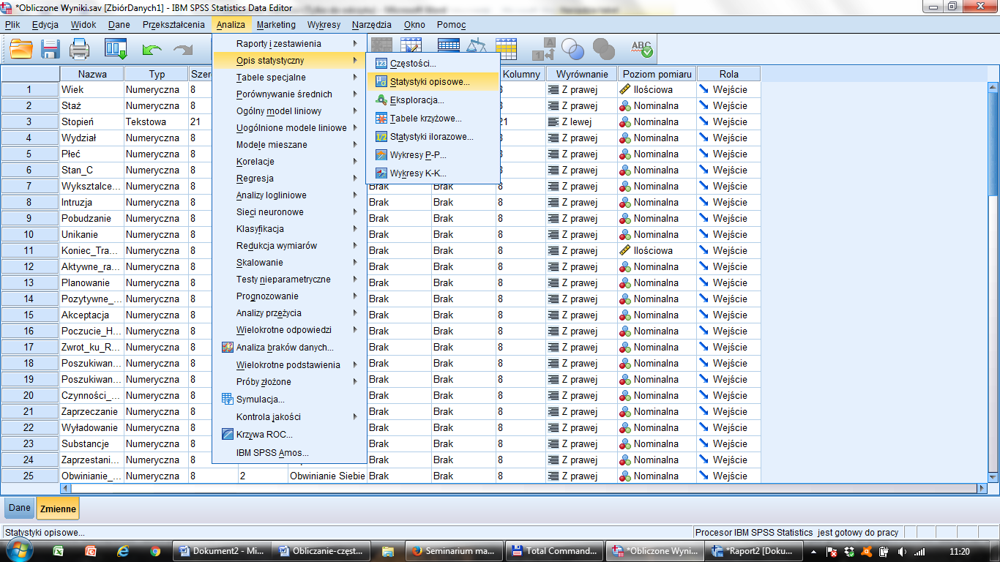 *Obliczone Wyniki.sav [ZbiórDanych1] - IBM SPSS Statistics Data Editor
Plik Edycja Widok Dane Przekształcenia Analiza Marketing Wykresy Narzędzia Okno Pomoc
Raporty i zestawienia
Opis statystyczny
Tabele specjalne
Porównywanie średnich
Ogólny model liniowy
Uogólnione modele liniowe
Modele mieszane
Korelacje
Regresja
Analizy logliniowe
Sieci neuronowe
Klasyfikacja
Redukcja wymiarów
Skalowanie
Testy nieparametryczne
Prognozowanie
Analizy przeżycia
Wielokrotne odpowiedzi
Analiza braków danych...
Wielokrotne podstawienia
Próby złożone
Symulacja...
Kontrola jakości
Krzywa ROC...
IBM SPSS Amos...
Częstości...
Statystyki opisowe...
Eksploracja...
Tabele krzyżowe...
Statystyki ilorazowe...
Wykresy P-P...
Wykresy K-K...
Nazwa Typ Szer Kolumny Wyrównanie Poziom pomiaru Rola
1 Wiek Numeryczna 8 Z prawej Ilościowa Wejście
2 Staż Numeryczna 8 Z prawej Nominalna Wejście
3 Stopień Tekstowa 21 21 Z lewej Nominalna Wejście
4 Wydział Numeryczna 8 Z prawej Nominalna Wejście
5 Płeć Numeryczna 8 Z prawej Nominalna Wejście
6 Stan_C Numeryczna 8 Z prawej Nominalna Wejście
7 Wyksztalce... Numeryczna 8 Brak Brak 8 Z prawej Nominalna Wejście
8 Intruzja Numeryczna 8 Brak Brak 8 Z prawej Nominalna Wejście
9 Pobudzanie Numeryczna 8 Brak Brak 8 Z prawej Nominalna Wejście
10 Unikanie Numeryczna 8 Brak Brak 8 Z prawej Nominalna Wejście
11 Koniec_Tra... Numeryczna 8 Brak Brak 8 Z prawej Ilościowa Wejście
12 Aktywne_ra... Numeryczna 8 Brak Brak 8 Z prawej Nominalna Wejście
13 Planowanie Numeryczna 8 Brak Brak 8 Z prawej Nominalna Wejście
14 Pozytywne_... Numeryczna 8 Brak Brak 8 Z prawej Nominalna Wejście
15 Akceptacja Numeryczna 8 Brak Brak 8 Z prawej Nominalna Wejście
16 Poczucie_H... Numeryczna 8 Brak Brak 8 Z prawej Nominalna Wejście
17 Zwrot_ku_R... Numeryczna 8 Brak Brak 8 Z prawej Nominalna Wejście
18 Poszukiwan... Numeryczna 8 Brak Brak 8 Z prawej Nominalna Wejście
19 Poszukiwan... Numeryczna 8 Brak Brak 8 Z prawej Nominalna Wejście
20 Czynności_... Numeryczna 8 Brak Brak 8 Z prawej Nominalna Wejście
21 Zaprzeczanie Numeryczna 8 Brak Brak 8 Z prawej Nominalna Wejście
22 Wyładowanie Numeryczna 8 Brak Brak 8 Z prawej Nominalna Wejście
23 Substancje Numeryczna 8 Brak Brak 8 Z prawej Nominalna Wejście
24 Zaprzestani... Numeryczna 8 Brak Brak 8 Z prawej Nominalna Wejście
25 Obwinianie_... Numeryczna 8 2 Obwinianie Siebie Brak Brak 8 Z prawej Nominalna Wejście
Dane Zmienne
Statystyki opisowe... Procesor IBM SPSS Statistics jest gotowy do pracy
Dokument2 - Mi... Obliczanie-częst... Seminarium ma... Total Command... *Obliczone Wyni... *Raport2 [Doku... 11:20